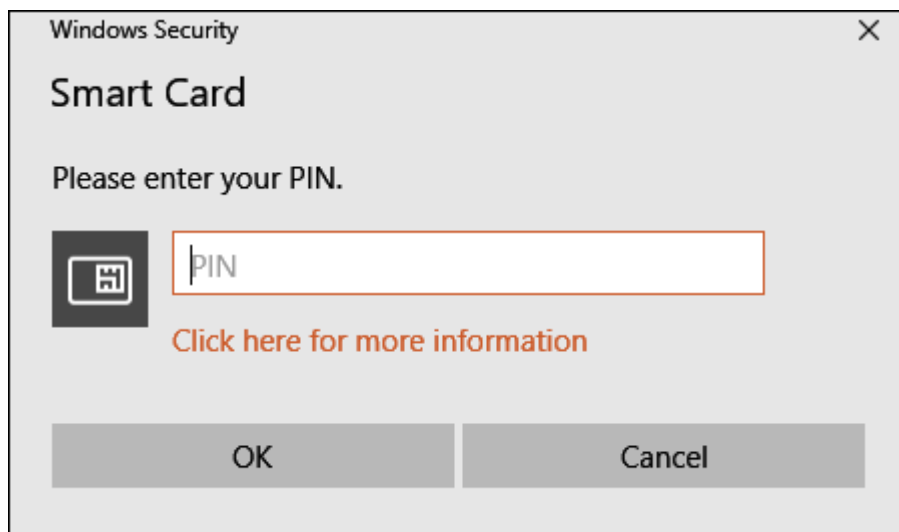 Windows Security
Smart Card
Please enter your PIN.
PIN
Click here for more information
OK
Cancel